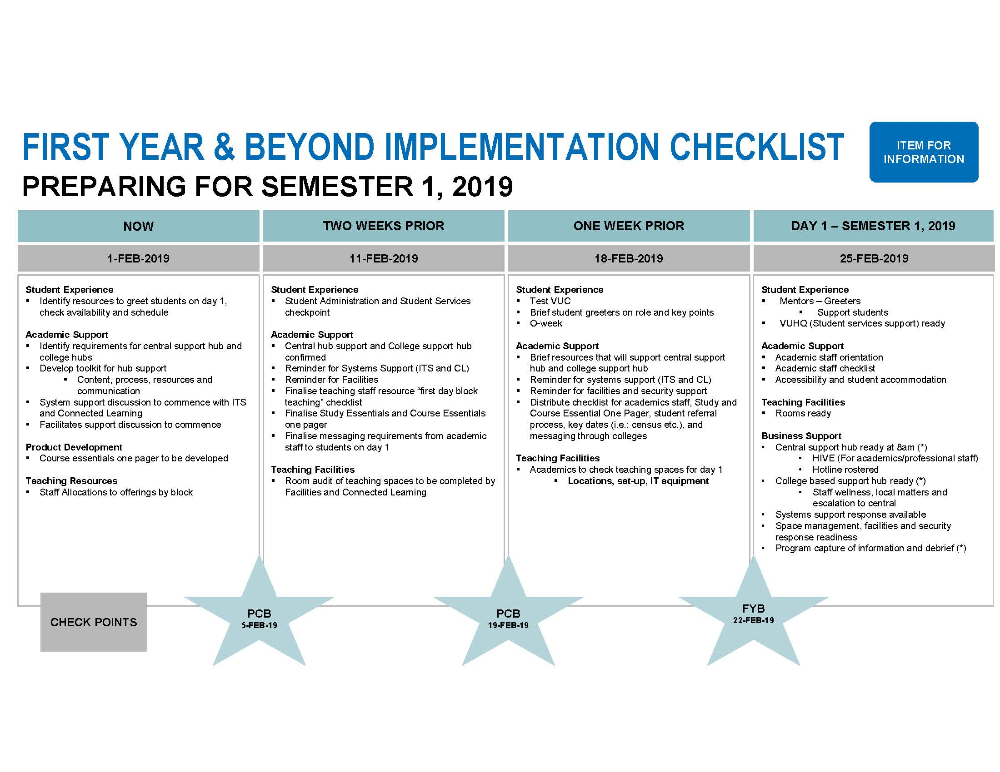 FIRST YEAR & BEYOND IMPLEMENTATION CHECKLIST
PREPARING FOR SEMESTER 1, 2019
ITEM FOR
INFORMATION
NOW
1-FEB-2019
Student Experience
▪ Identify resources to greet students on day 1,
check availability and schedule
Academic Support
▪ Identify requirements for central support hub and
college hubs
▪ Develop toolkit for hub support
▪ Content, process, resources and
communication
▪ System support discussion to commence with ITS
and Connected Learning
▪ Facilitates support discussion to commence
Product Development
▪ Course essentials one pager to be developed
Teaching Resources
▪ Staff Allocations to offerings by block
TWO WEEKS PRIOR
11-FEB-2019
Student Experience
▪ Student Administration and Student Services
checkpoint
Academic Support
▪ Central hub support and College support hub
confirmed
▪ Reminder for Systems Support (ITS and CL)
▪ Reminder for Facilities
▪ Finalise teaching staff resource “first day block
teaching” checklist
▪ Finalise Study Essentials and Course Essentials
one pager
▪ Finalise messaging requirements from academic
staff to students on day 1
Teaching Facilities
▪ Room audit of teaching spaces to be completed by
Facilities and Connected Learning
ONE WEEK PRIOR
18-FEB-2019
Student Experience
▪ Test VUC
▪ Brief student greeters on role and key points
▪ O-week
Academic Support
▪ Brief resources that will support central support
hub and college support hub
▪ Reminder for systems support (ITS and CL)
▪ Reminder for facilities and security support
▪ Distribute checklist for academics staff, Study and
Course Essential One Pager, student referral
process, key dates (i.e.: census etc.), and
messaging through colleges
Teaching Facilities
▪ Academics to check teaching spaces for day 1
▪ Locations, set-up, IT equipment
DAY 1 – SEMESTER 1, 2019
25-FEB-2019
Student Experience
▪ Mentors – Greeters
▪ Support students
▪ VUHQ (Student services support) ready
Academic Support
▪ Academic staff orientation
▪ Academic staff checklist
▪ Accessibility and student accommodation
Teaching Facilities
▪ Rooms ready
Business Support
• Central support hub ready at 8am (*)
• HIVE (For academics/professional staff)
• Hotline rostered
• College based support hub ready (*)
• Staff wellness, local matters and
escalation to central
• Systems support response available
• Space management, facilities and security
response readiness
• Program capture of information and debrief (*)
CHECK POINTS
PCB
5-FEB-19
PCB
19-FEB-19
FYB
22-FEB-19